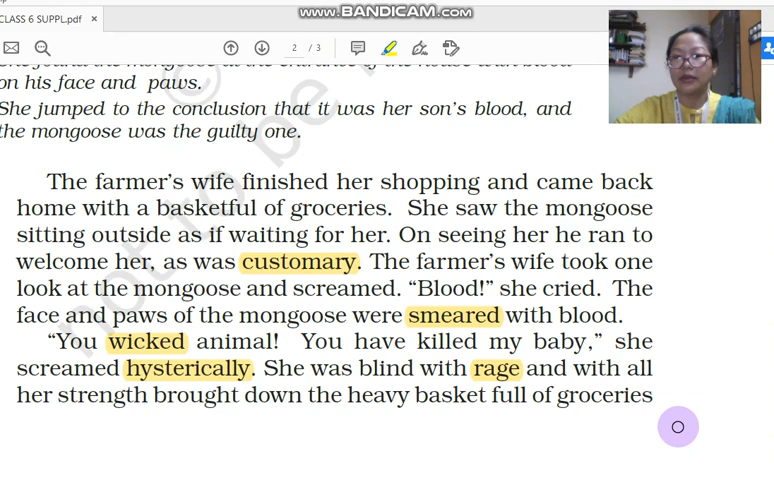 CLASS 6 SUPPL.pdf ×
www.BANDICAM.com
2 / 3
on his face and paws.
She jumped to the conclusion that it was her son's blood, and
the mongoose was the guilty one.
The farmer's wife finished her shopping and came back
home with a basketful of groceries. She saw the mongoose
sitting outside as if waiting for her. On seeing her he ran to
welcome her, as was customary. The farmer's wife took one
look at the mongoose and screamed. “Blood!” she cried. The
face and paws of the mongoose were smeared with blood.
“You wicked animal! You have killed my baby,” she
screamed hysterically. She was blind with rage and with all
her strength brought down the heavy basket full of groceries
not to be